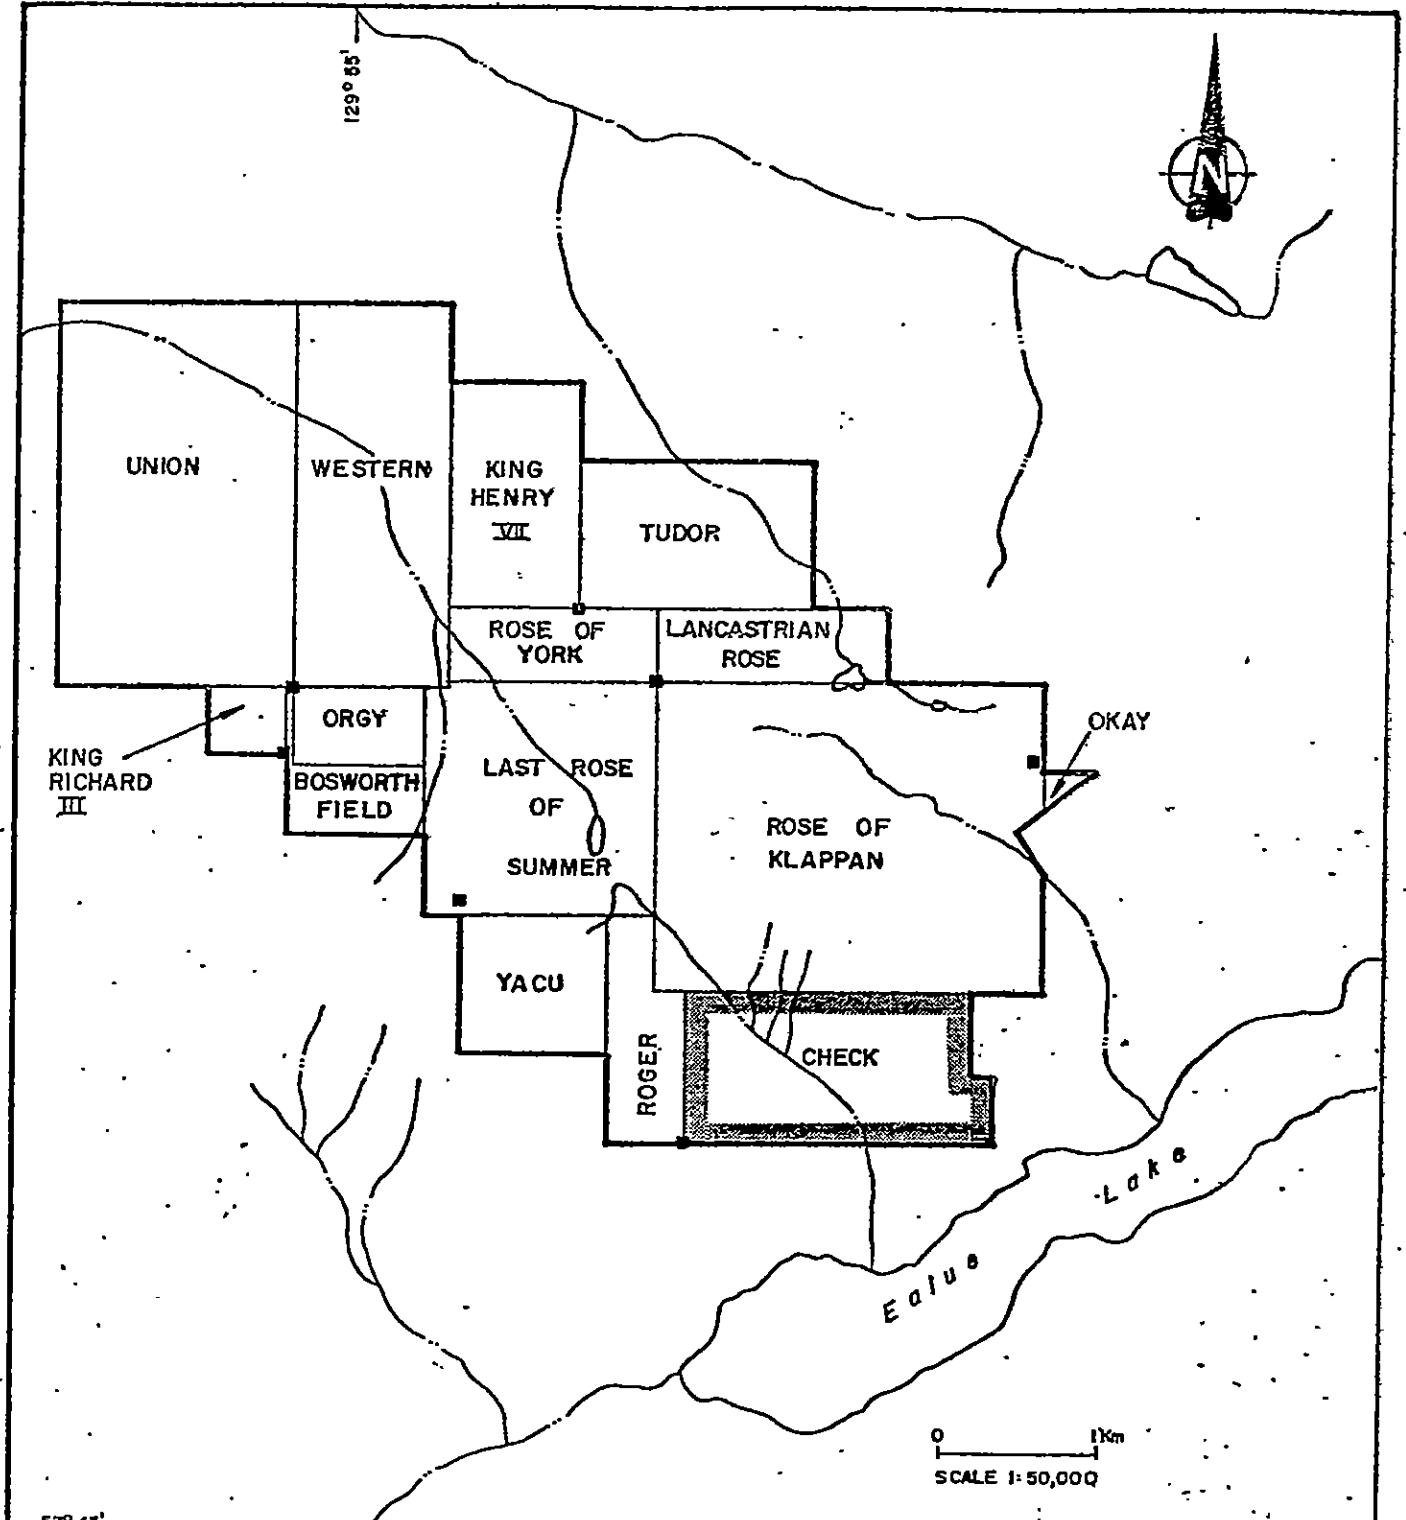 129° 55'
N
UNION
WESTERN
KING
HENRY
VII
TUDOR
ROSE OF
YORK
LANCASTRIAN
ROSE
ORGY
KING
RICHARD
III
BOSWORTH
FIELD
LAST ROSE
OF
SUMMER
ROSE OF
KLAPPAN
OKAY
YACU
ROGER
CHECK
Ealue Lake
0 1Km
SCALE 1:50,000